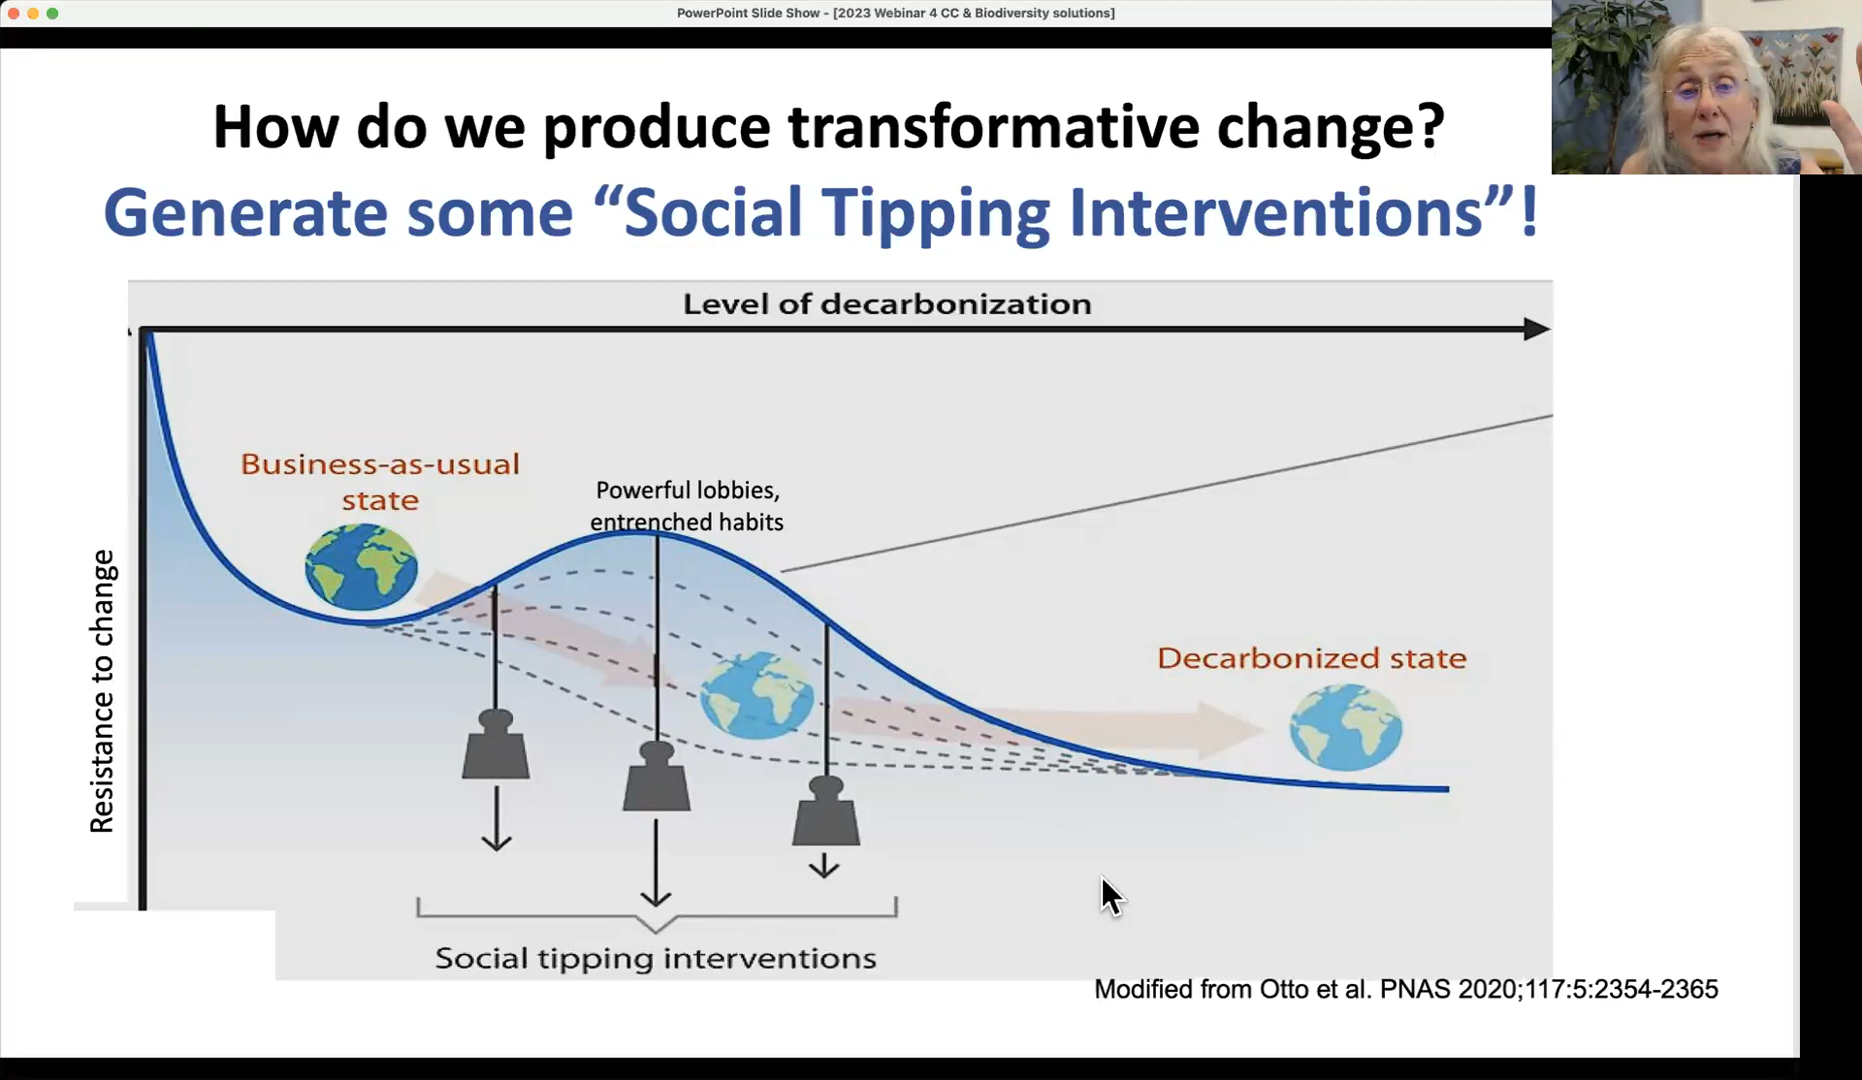 PowerPoint Slide Show - [2023 Webinar 4 CC & Biodiversity solutions]
How do we produce transformative change?
Generate some “Social Tipping Interventions”!
Level of decarbonization
Business-as-usual
state
Powerful lobbies,
entrenched habits
Resistance to change
Decarbonized state
Social tipping interventions
Modified from Otto et al. PNAS 2020;117:5:2354-2365